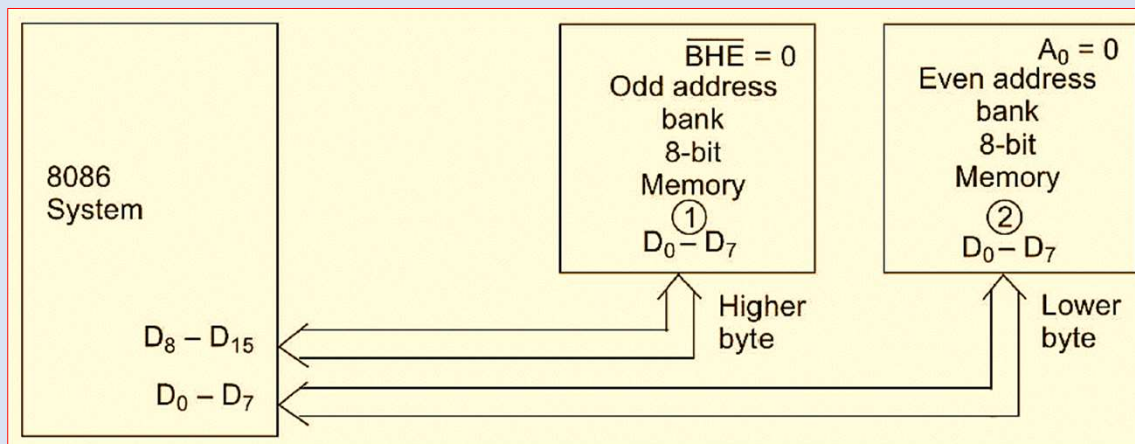 8086
System
D₈ – D₁₅
D₀ – D₇
B̅H̅E̅ = 0
Odd address
bank
8-bit
Memory
①
D₀ – D₇
Higher
byte
A₀ = 0
Even address
bank
8-bit
Memory
②
D₀ – D₇
Lower
byte